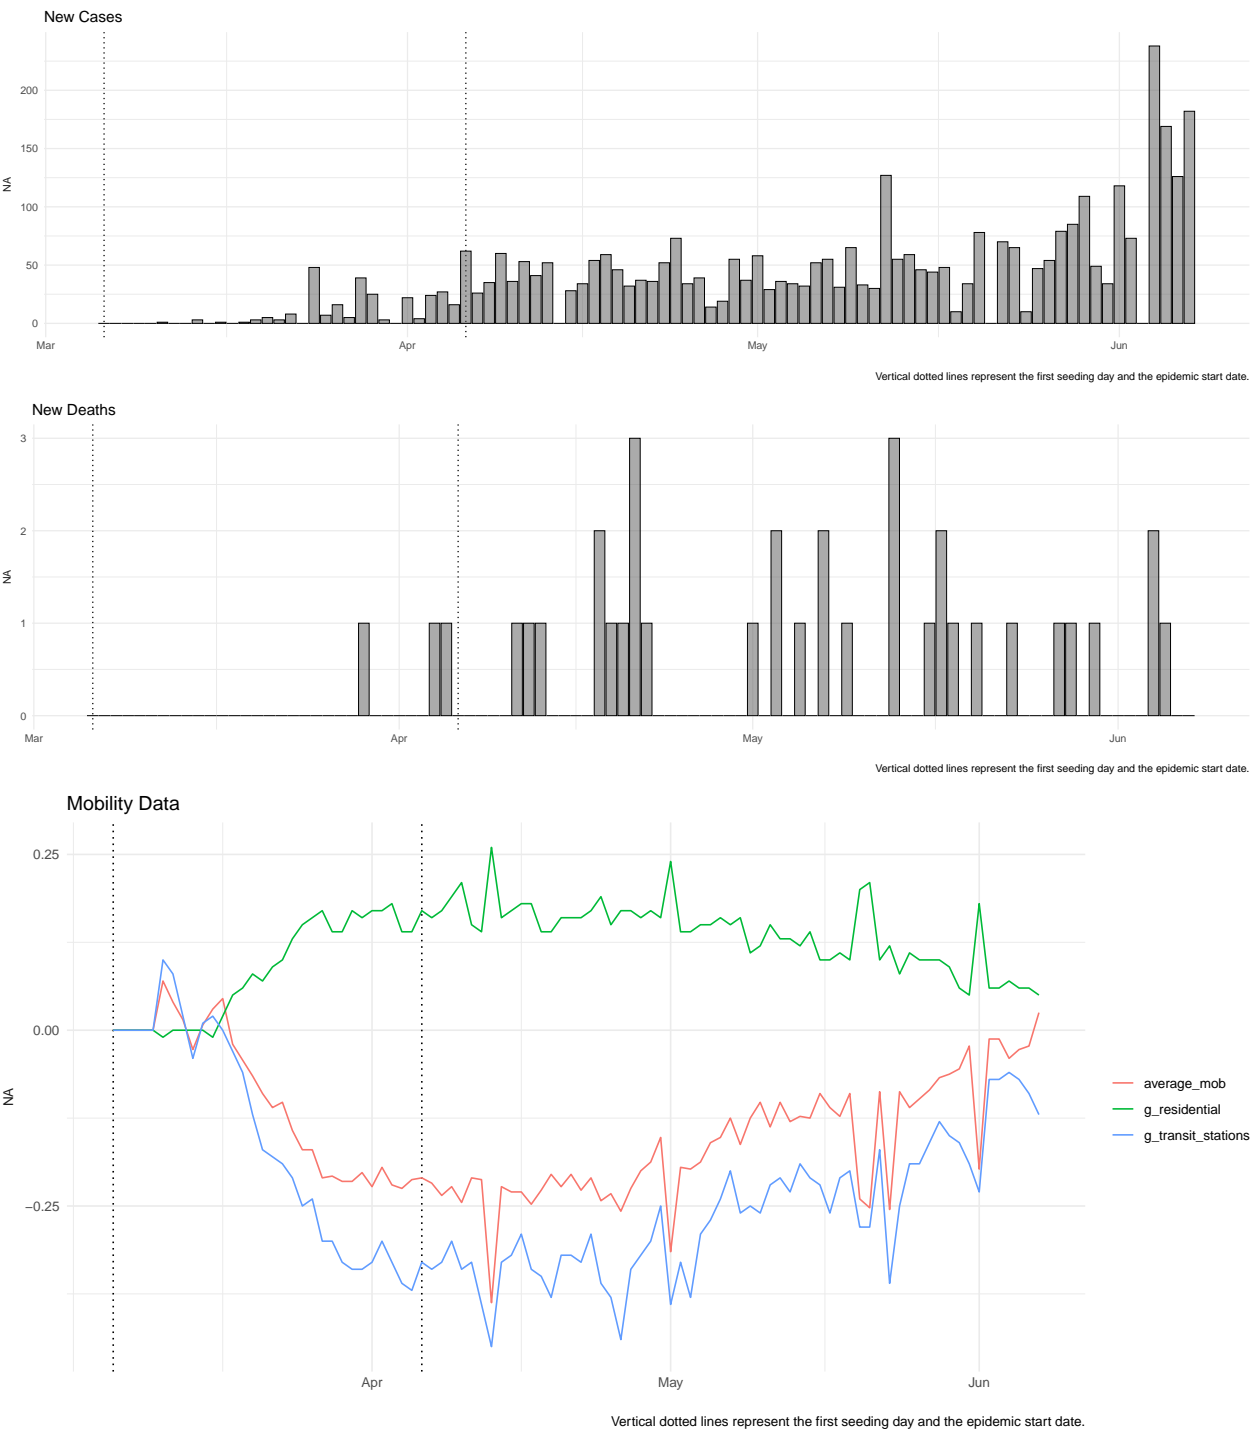 New Cases
200
150
100
50
0
NA
Mar Apr May Jun
Vertical dotted lines represent the first seeding day and the epidemic start date.
New Deaths
3
2
1
0
NA
Mar Apr May Jun
Vertical dotted lines represent the first seeding day and the epidemic start date.
Mobility Data
0.25
0.00
−0.25
NA
average_mob
g_residential
g_transit_stations
Apr May Jun
Vertical dotted lines represent the first seeding day and the epidemic start date.